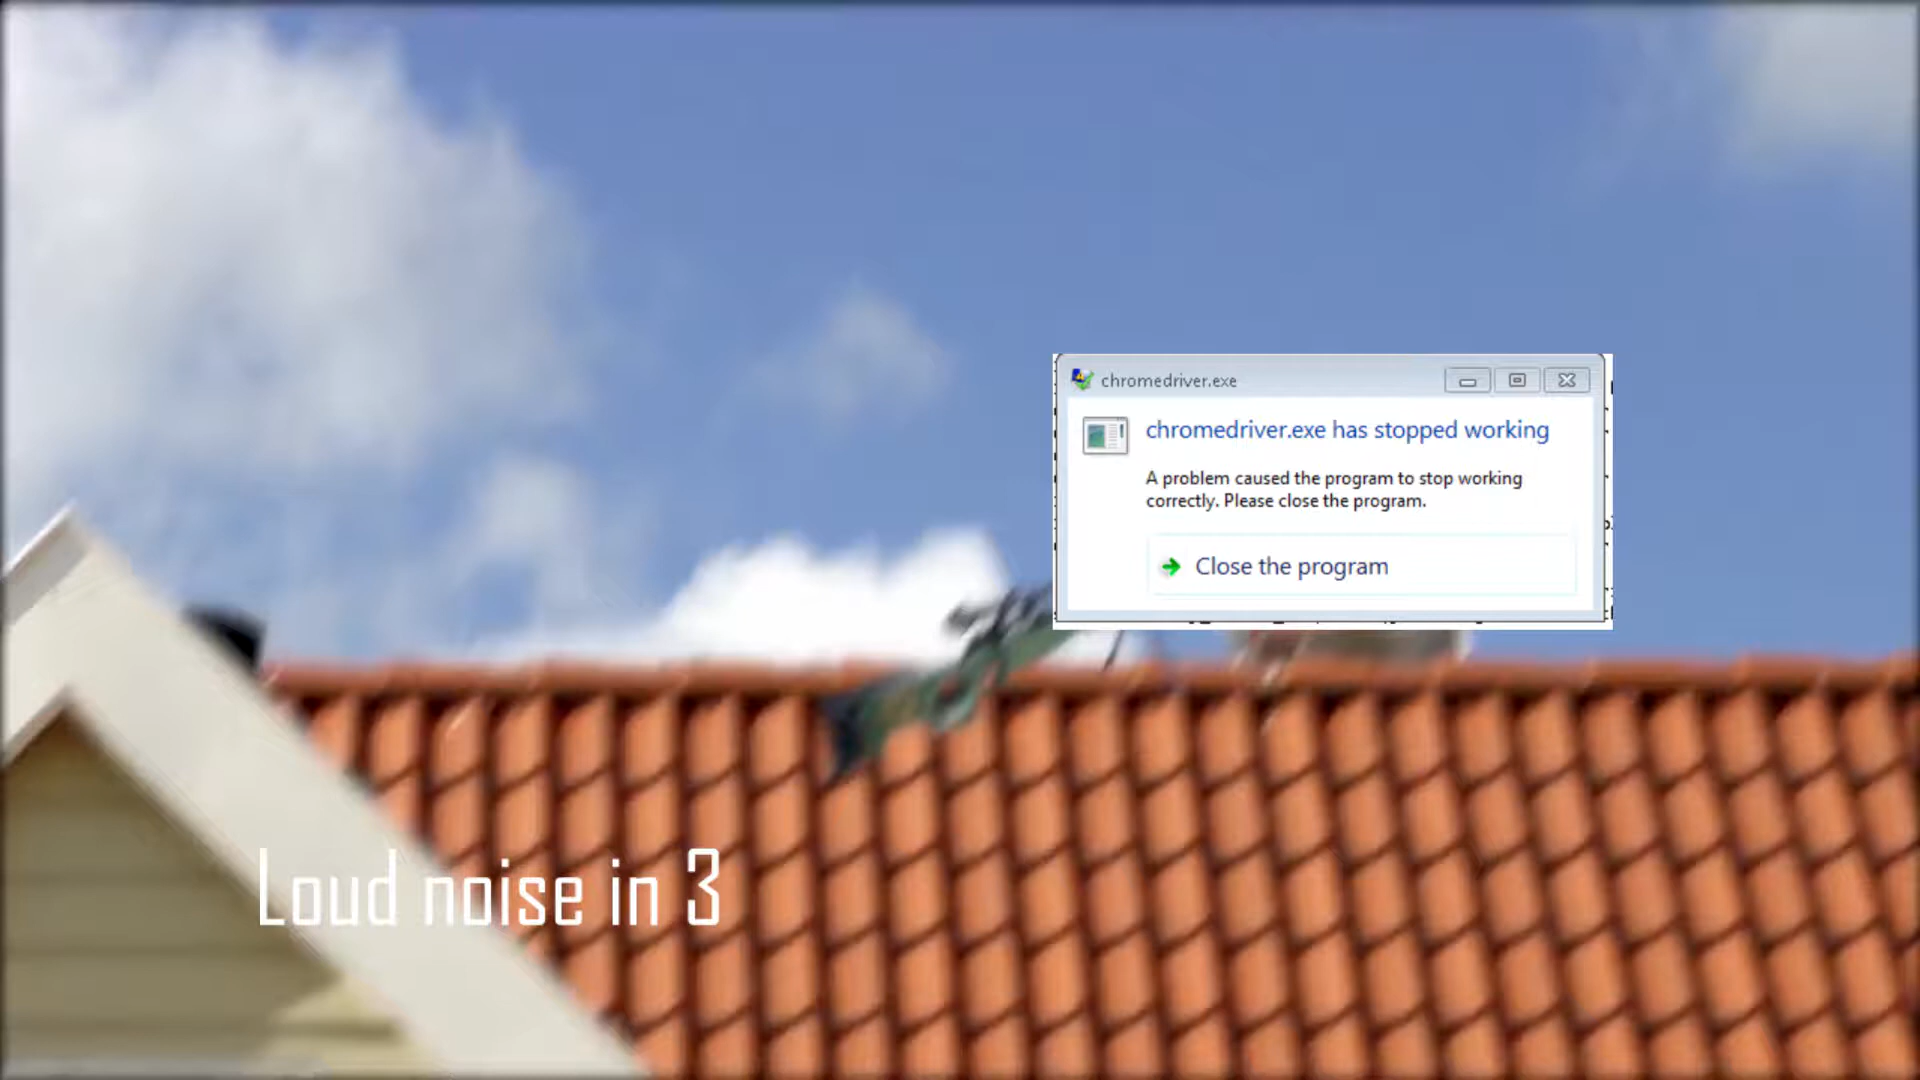 chromedriver.exe
chromedriver.exe has stopped working
A problem caused the program to stop working
correctly. Please close the program.
Close the program
Loud noise in 3